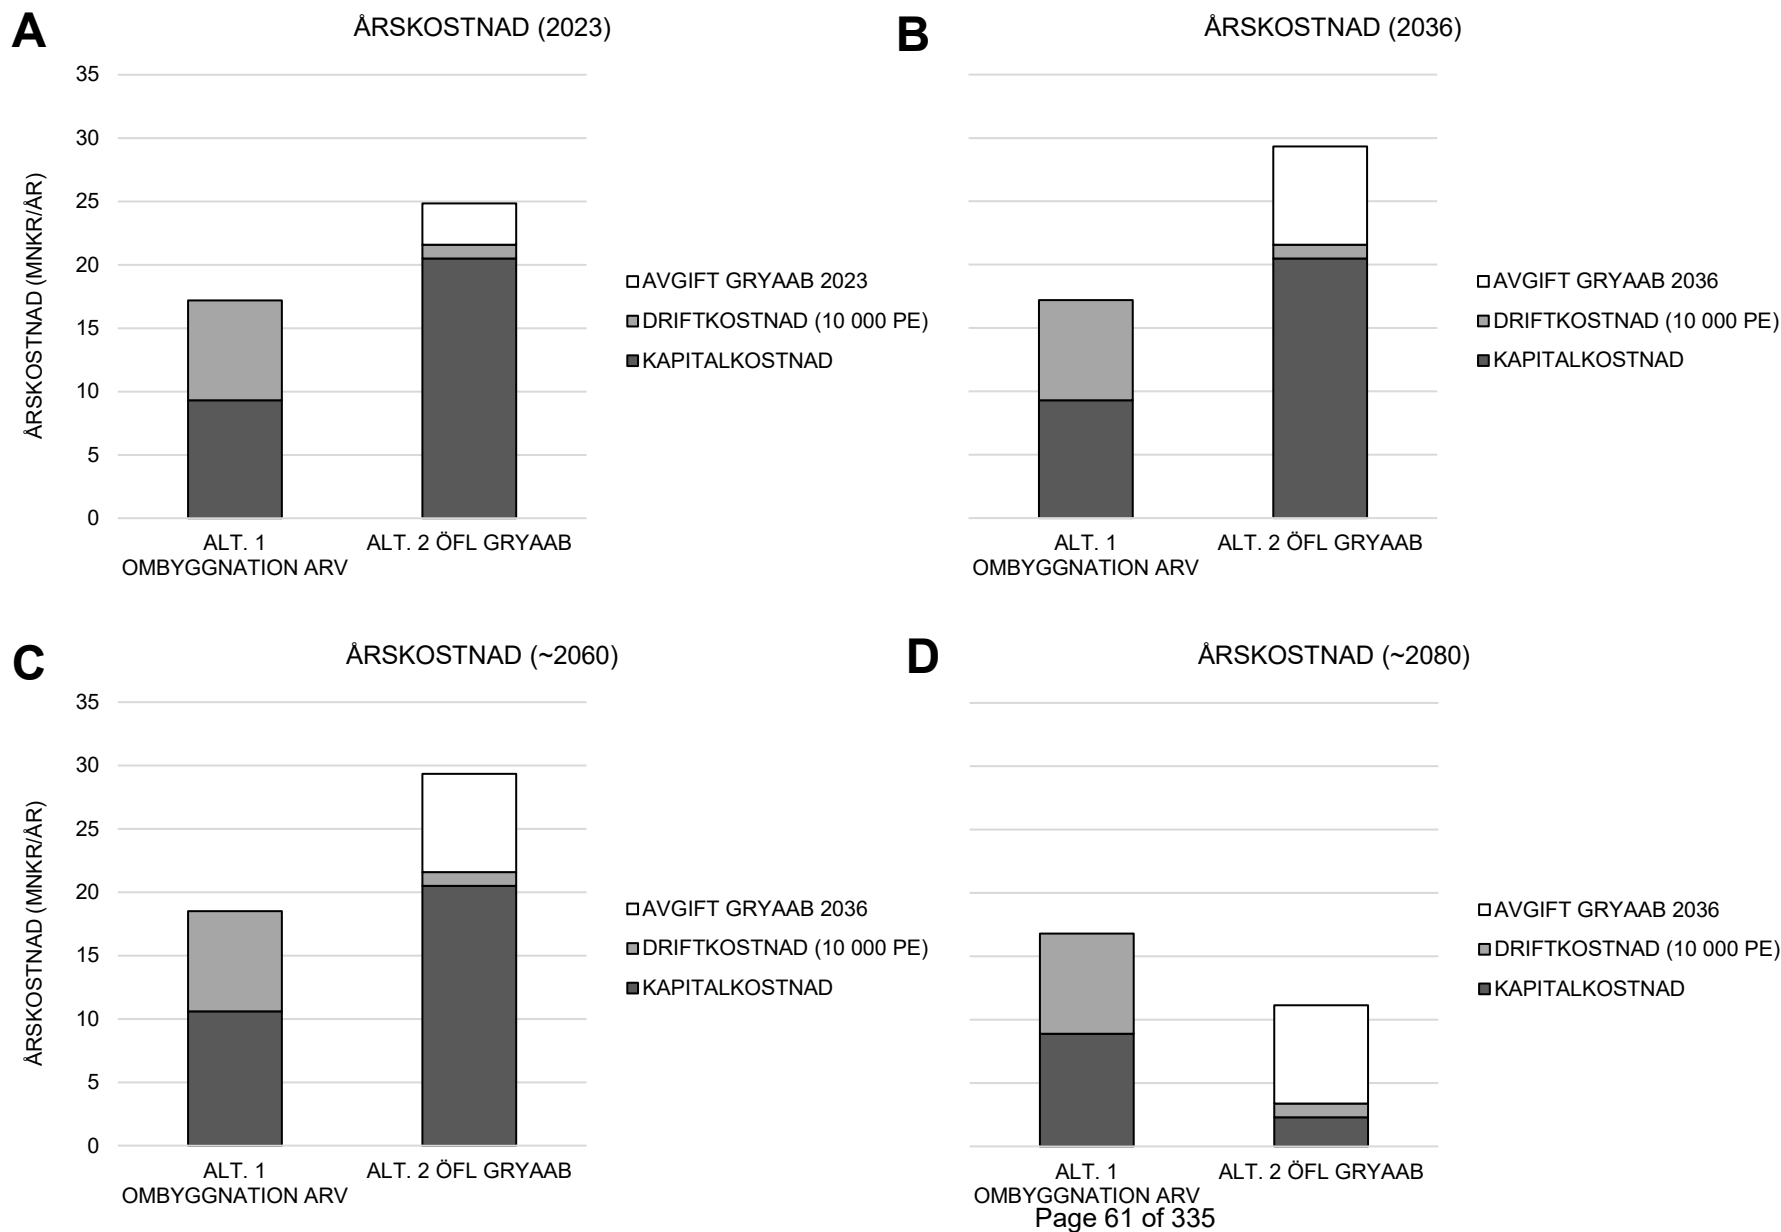 A
ÅRSKOSTNAD (2023)
ÅRSKOSTNAD (MNKR/ÅR)
35
30
25
20
15
10
5
0
ALT. 1
OMBYGGNATION ARV
ALT. 2 ÖFL GRYAAB
AVGIFT GRYAAB 2023
DRIFTKOSTNAD (10 000 PE)
KAPITALKOSTNAD
B
ÅRSKOSTNAD (2036)
ALT. 1
OMBYGGNATION ARV
ALT. 2 ÖFL GRYAAB
AVGIFT GRYAAB 2036
DRIFTKOSTNAD (10 000 PE)
KAPITALKOSTNAD
C
ÅRSKOSTNAD (~2060)
ÅRSKOSTNAD (MNKR/ÅR)
35
30
25
20
15
10
5
0
ALT. 1
OMBYGGNATION ARV
ALT. 2 ÖFL GRYAAB
AVGIFT GRYAAB 2036
DRIFTKOSTNAD (10 000 PE)
KAPITALKOSTNAD
D
ÅRSKOSTNAD (~2080)
ALT. 1
OMBYGGNATION ARV
ALT. 2 ÖFL GRYAAB
AVGIFT GRYAAB 2036
DRIFTKOSTNAD (10 000 PE)
KAPITALKOSTNAD
Page 61 of 335